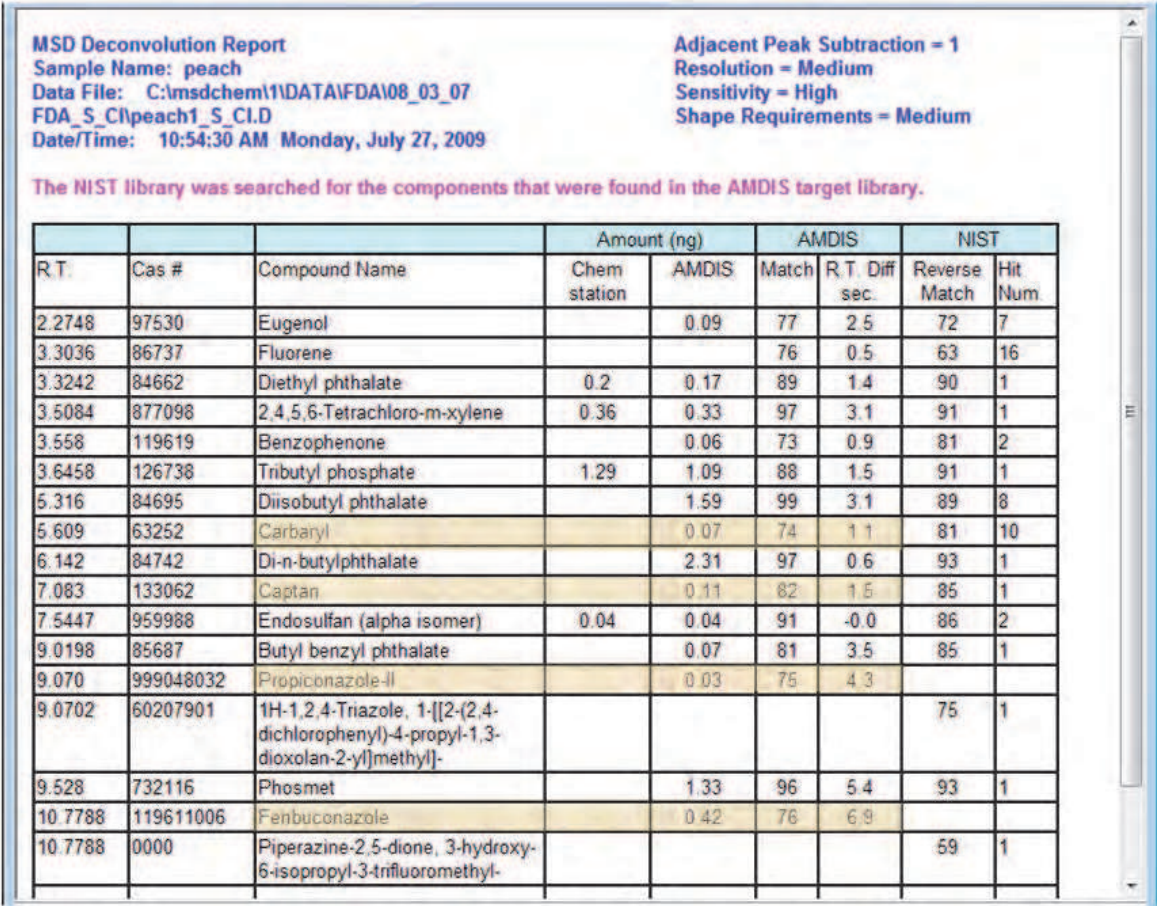 MSD Deconvolution Report
Sample Name: peach
Data File: C:\msdchem\1\DATA\FDA\08_03_07
FDA_S_CI\peach1_S_CI.D
Date/Time: 10:54:30 AM Monday, July 27, 2009
Adjacent Peak Subtraction = 1
Resolution = Medium
Sensitivity = High
Shape Requirements = Medium
The NIST library was searched for the components that were found in the AMDIS target library.
Amount (ng) AMDIS NIST
R.T. Cas # Compound Name Chem station AMDIS Match R.T. Diff sec. Reverse Match Hit Num.
2.2748 97530 Eugenol 0.09 77 2.5 72 7
3.3036 86737 Fluorene 76 0.5 63 16
3.3242 84662 Diethyl phthalate 0.2 0.17 89 1.4 90 1
3.5084 877098 2,4,5,6-Tetrachloro-m-xylene 0.36 0.33 97 3.1 91 1
3.558 119619 Benzophenone 0.06 73 0.9 81 2
3.6458 126738 Tributyl phosphate 1.29 1.09 88 1.5 91 1
5.316 84695 Diisobutyl phthalate 1.59 99 3.1 89 8
5.609 63252 Carbaryl 0.07 74 1.1 81 10
6.142 84742 Di-n-butylphthalate 2.31 97 0.6 93 1
7.083 133062 Captan 0.11 82 1.5 85 1
7.5447 959988 Endosulfan (alpha isomer) 0.04 0.04 91 -0.0 86 2
9.0198 85687 Butyl benzyl phthalate 0.07 81 3.5 85 1
9.070 999048032 Propiconazole-II 0.03 75 4.3
9.0702 60207901 1H-1,2,4-Triazole, 1-[[2-(2,4-
dichlorophenyl)-4-propyl-1,3-
dioxolan-2-yl]methyl]- 75 1
9.528 732116 Phosmet 1.33 96 5.4 93 1
10.7788 119611006 Fenbuconazole 0.42 76 6.9
10.7788 0000 Piperazine-2,5-dione, 3-hydroxy-
6-isopropyl-3-trifluoromethyl- 59 1